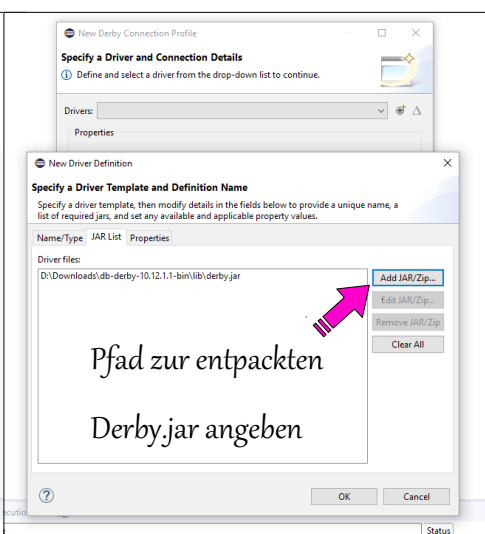 New Derby Connection Profile
Specify a Driver and Connection Details
Define and select a driver from the drop-down list to continue.
Drivers:
Properties
New Driver Definition
Specify a Driver Template and Definition Name
Specify a driver template, then modify details in the fields below to provide a unique name, a
list of required jars, and set any available and applicable property values.
Name/Type JAR List Properties
Driver files:
D:\Downloads\db-derby-10.12.1.1-bin\lib\derby.jar
Add JAR/Zip...
Edit JAR/Zip...
Remove JAR/Zip
Clear All
Pfad zur entpackten
Derby.jar angeben
OK Cancel
Status